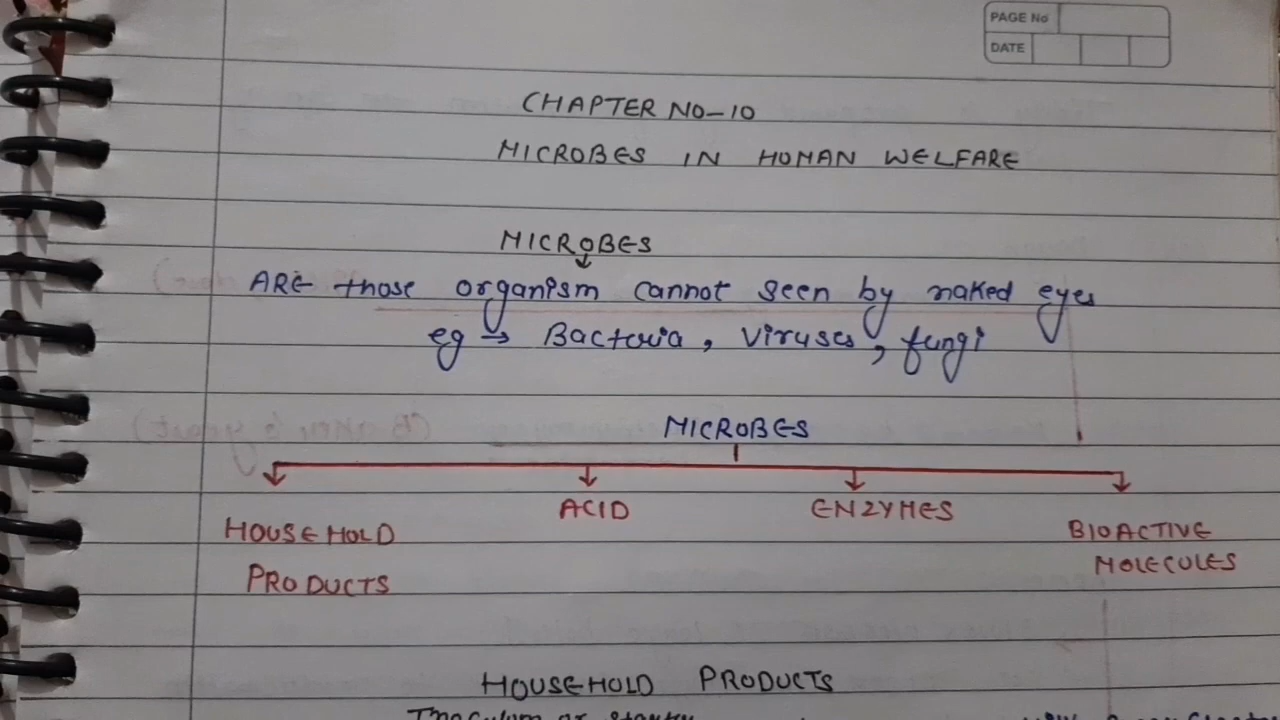 PAGE No
DATE
CHAPTER NO-10
MICROBES IN HUMAN WELFARE
MICROBES
ARE those organism cannot seen by naked eyes
eg → Bacteria, Viruses, fungi
MICROBES
HOUSEHOLD PRODUCTS
ACID
ENZYMES
BIOACTIVE MOLECULES
HOUSEHOLD PRODUCTS